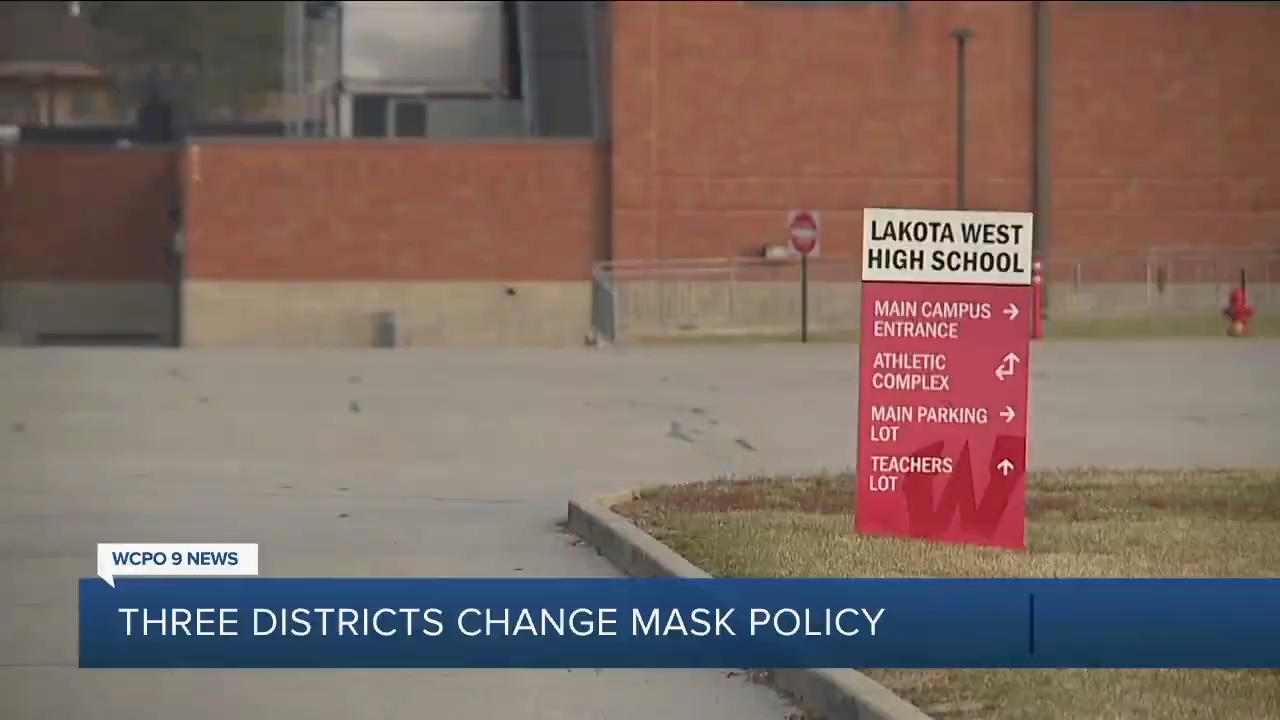 LAKOTA WEST
HIGH SCHOOL
MAIN CAMPUS →
ENTRANCE
ATHLETIC
COMPLEX
MAIN PARKING →
LOT
TEACHERS ↑
LOT
W
WCPO 9 NEWS
THREE DISTRICTS CHANGE MASK POLICY